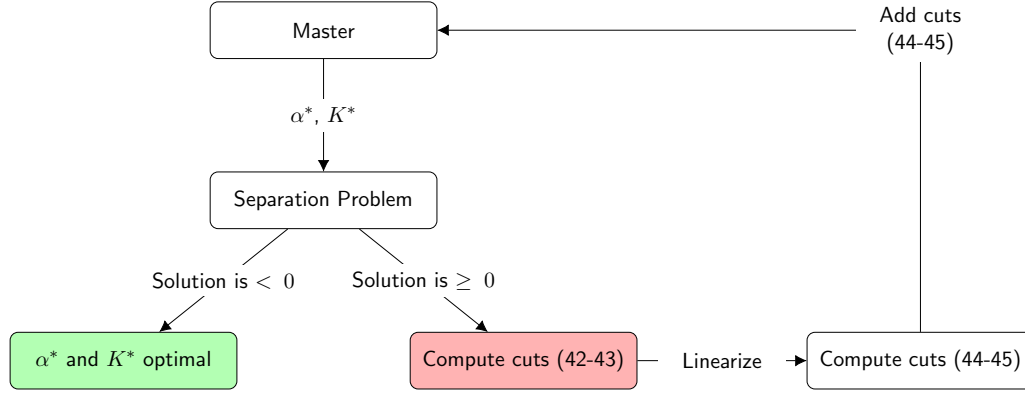 Master
Add cuts
(44-45)
α*, K*
Separation Problem
Solution is < 0
Solution is ≥ 0
α* and K* optimal
Compute cuts (42-43)
Linearize
Compute cuts (44-45)